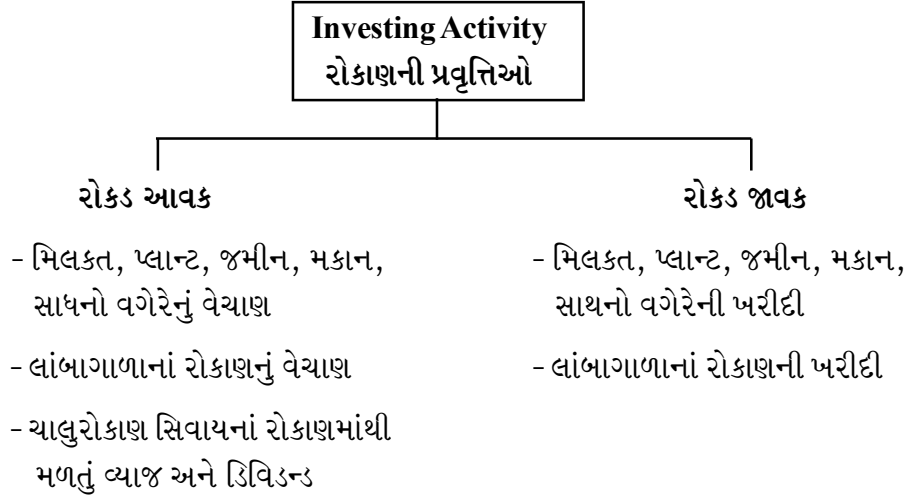 Investing Activity
રોકાણની પ્રવૃત્તિઓ
રોકડ આવક
- મિલકત, પ્લાન્ટ, જમીન, મકાન,
સાધનો વગેરેનું વેચાણ
- લાંબાગાળાનાં રોકાણનું વેચાણ
- ચાલુરોકાણ સિવાયનાં રોકાણમાંથી
મળતું વ્યાજ અને ડિવિડન્ડ
રોકડ જાવક
- મિલકત, પ્લાન્ટ, જમીન, મકાન,
સાથનો વગેરેની ખરીદી
- લાંબાગાળાનાં રોકાણની ખરીદી